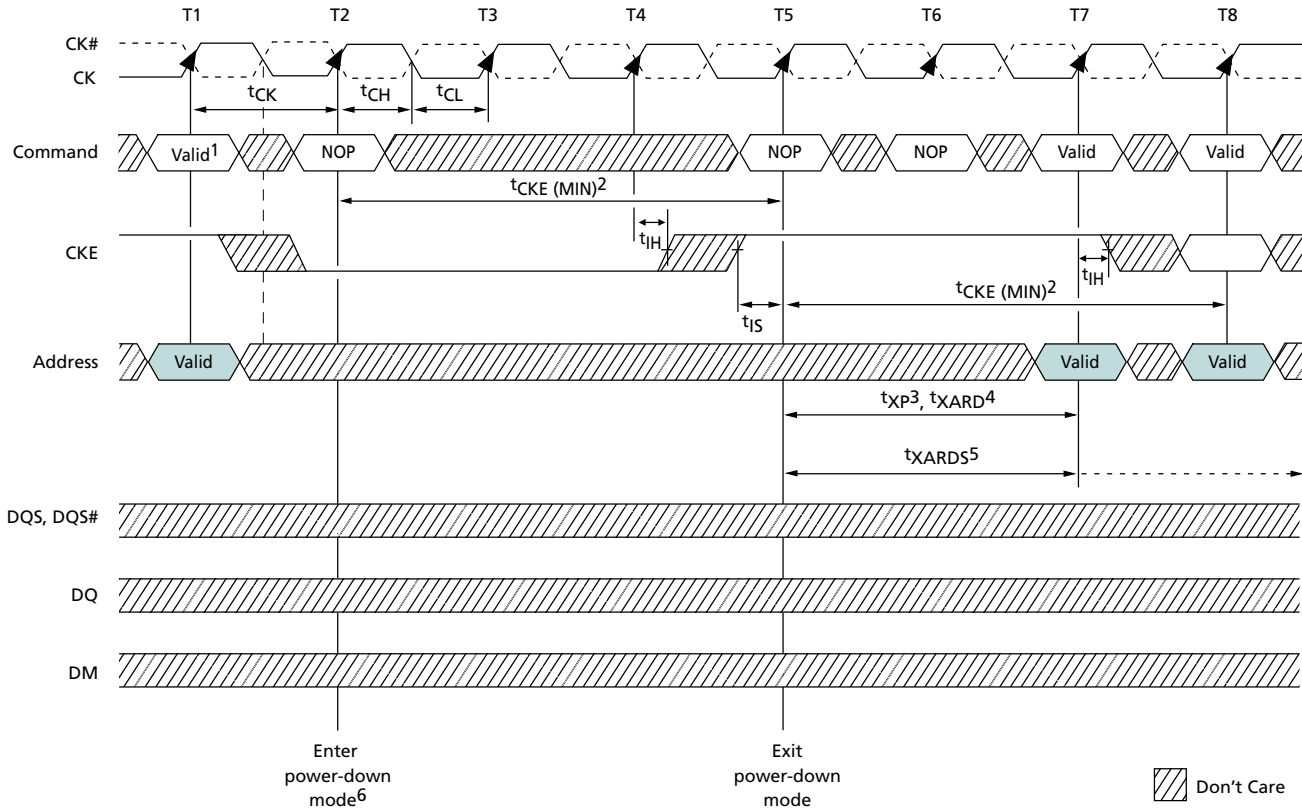 T1 T2 T3 T4 T5 T6 T7 T8
CK#
CK
tCK tCH tCL
Command Valid1 NOP NOP NOP Valid Valid
tCKE (MIN)2
tIH
CKE
tIH
tCKE (MIN)2
tIS
Address Valid Valid Valid
tXP3, tXARD4
tXARDS5
DQS, DQS#
DQ
DM
Enter
power-down
mode6
Exit
power-down
mode
Don't Care